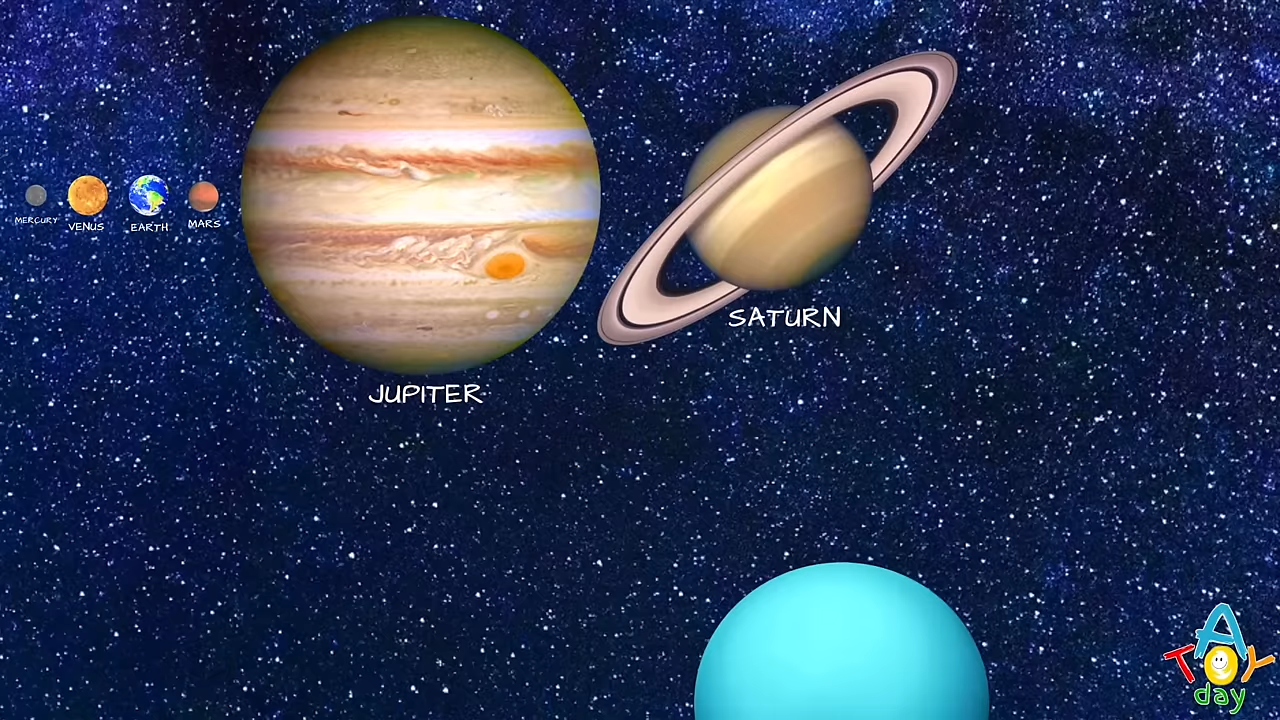 MERCURY
VENUS
EARTH
MARS
JUPITER
SATURN
A
TOY
day